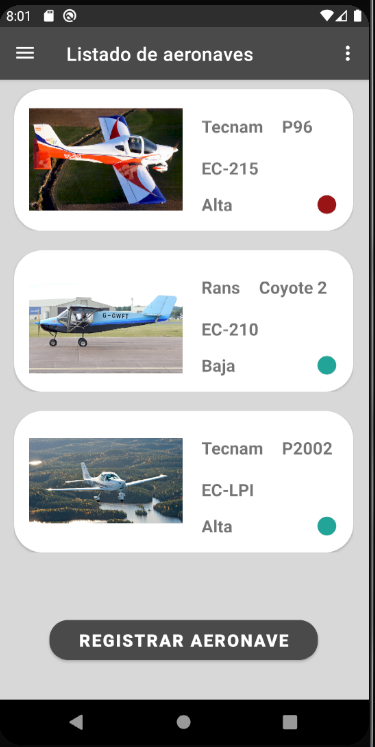 8:01
Listado de aeronaves
Tecnam P96
EC-215
Alta
G-GWFT
Rans Coyote 2
EC-210
Baja
Tecnam P2002
EC-LPI
Alta
REGISTRAR AERONAVE